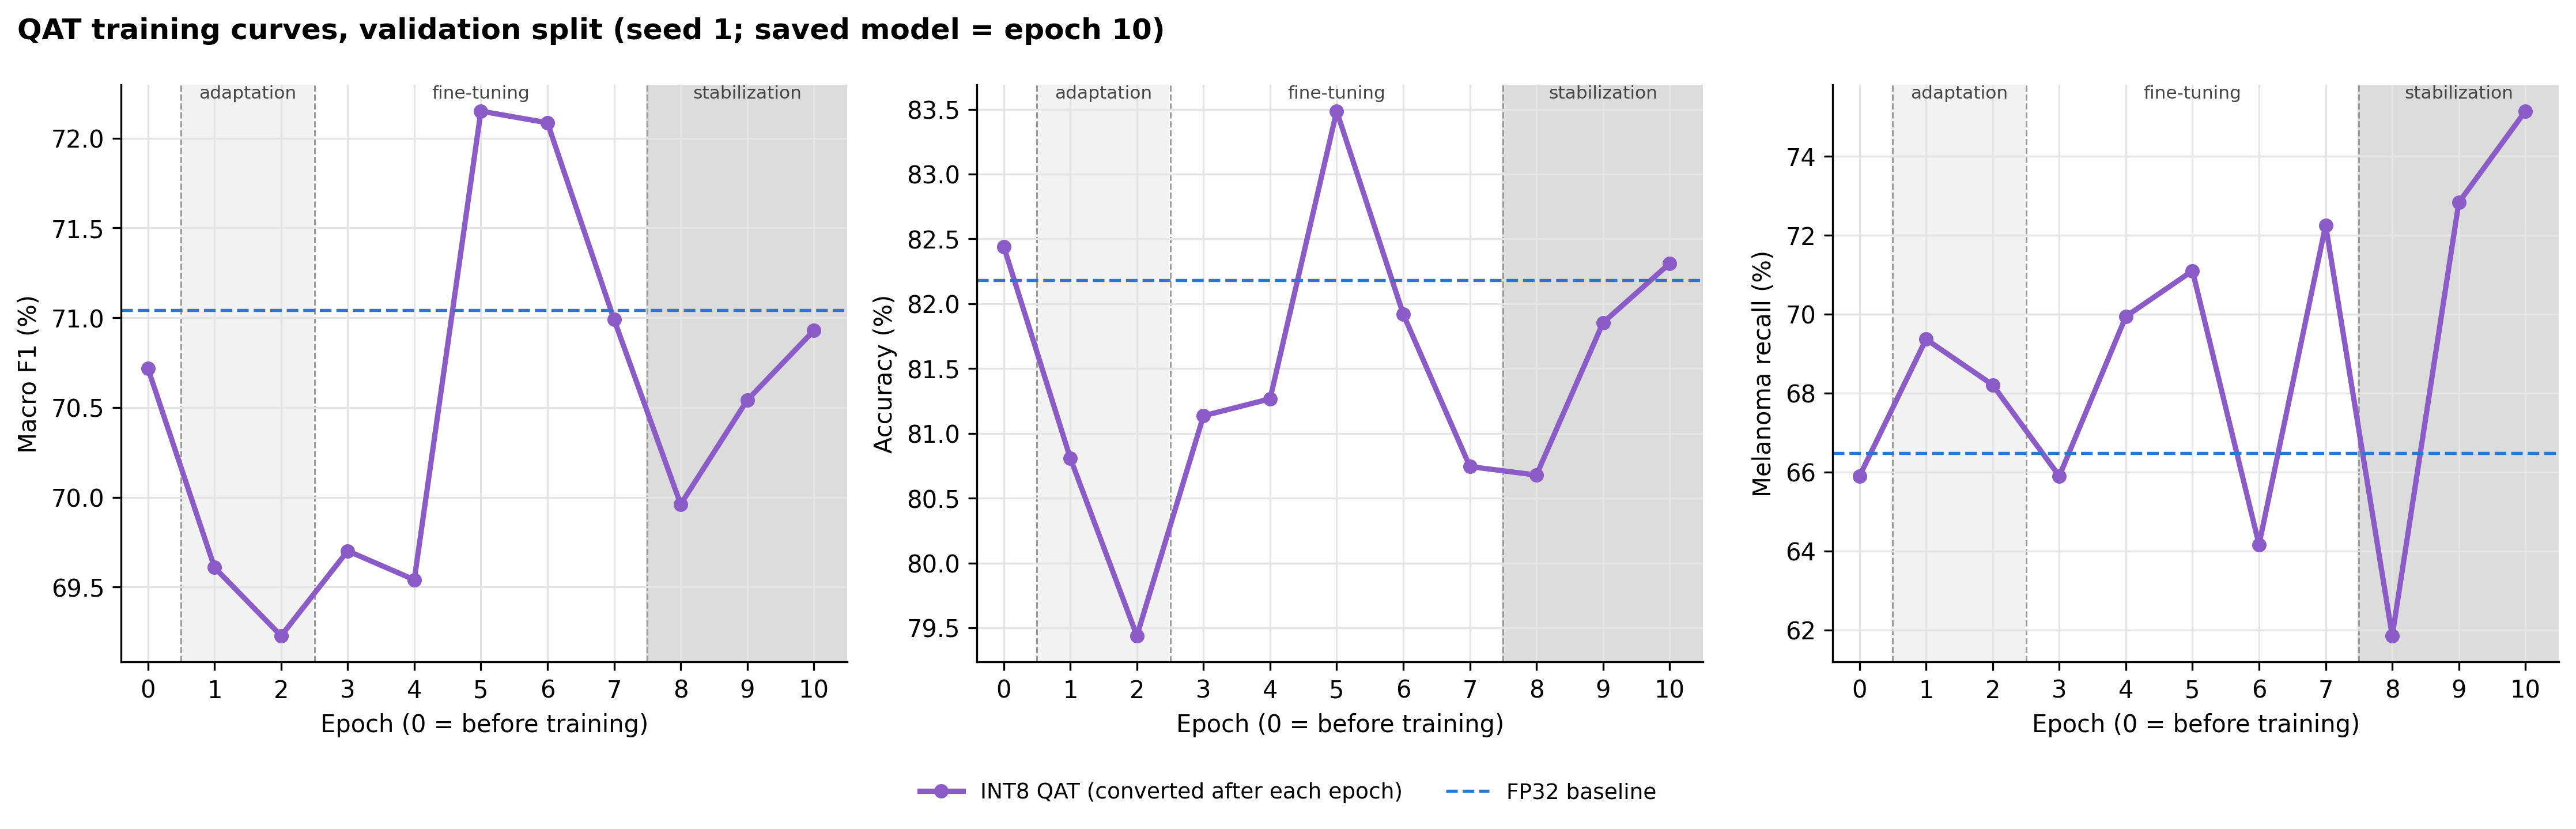 QAT training curves, validation split (seed 1; saved model = epoch 10)
adaptation
fine-tuning
stabilization
72.0
71.5
71.0
70.5
70.0
69.5
Macro F1 (%)
0 1 2 3 4 5 6 7 8 9 10
Epoch (0 = before training)
adaptation
fine-tuning
stabilization
83.5
83.0
82.5
82.0
81.5
81.0
80.5
80.0
79.5
Accuracy (%)
0 1 2 3 4 5 6 7 8 9 10
Epoch (0 = before training)
adaptation
fine-tuning
stabilization
74
72
70
68
66
64
62
Melanoma recall (%)
0 1 2 3 4 5 6 7 8 9 10
Epoch (0 = before training)
INT8 QAT (converted after each epoch)
FP32 baseline